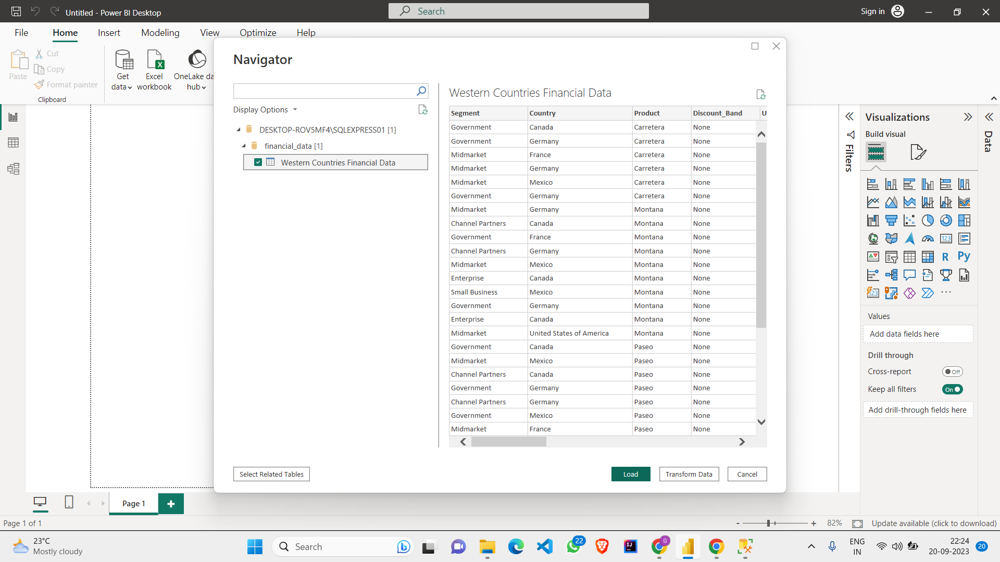 Untitled - Power BI Desktop
Search
Sign in
File
Home
Insert
Modeling
View
Optimize
Help
Paste
Cut
Copy
Format painter
Clipboard
Get data
Excel workbook
OneLake da
hub
Navigator
Display Options
DESKTOP-ROV5MF4\SQLEXPRESS01 [1]
financial_data [1]
Western Countries Financial Data
Western Countries Financial Data
Segment Country Product Discount_Band U
Government Canada Carretera None
Government Germany Carretera None
Midmarket France Carretera None
Midmarket Germany Carretera None
Midmarket Mexico Carretera None
Government Germany Carretera None
Midmarket Germany Montana None
Channel Partners Canada Montana None
Government France Montana None
Channel Partners Germany Montana None
Midmarket Mexico Montana None
Enterprise Canada Montana None
Small Business Mexico Montana None
Government Germany Montana None
Enterprise Canada Montana None
Midmarket United States of America Montana None
Government Canada Paseo None
Midmarket Mexico Paseo None
Channel Partners Canada Paseo None
Government Germany Paseo None
Channel Partners Germany Paseo None
Government Mexico Paseo None
Midmarket France Paseo None
Select Related Tables
Load
Transform Data
Cancel
Filters
Visualizations
Build visual
123
R
Py
123
Values
Add data fields here
Drill through
Cross-report
Off
Keep all filters
On
Add drill-through fields here
Data
Page 1
Page 1 of 1
- + 82%
Update available (click to download)
23°C
Mostly cloudy
Search
22
IJ
G
ENG
IN
22:24
20-09-2023
20